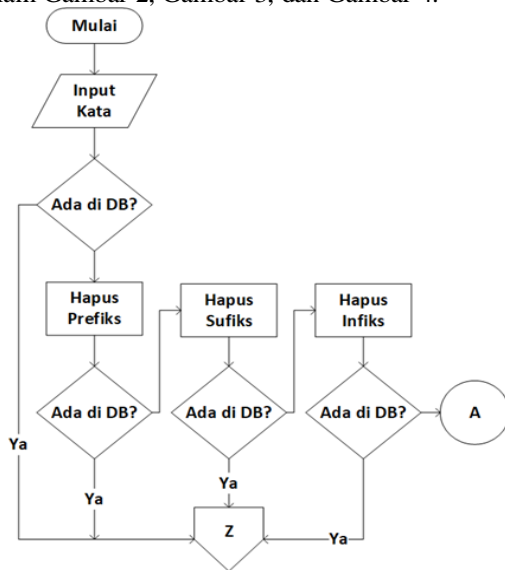 Gambar 2, Gambar 3, dan Gambar 4.
Mulai
Input
Kata
Ada di DB?
Hapus
Prefiks
Hapus
Sufiks
Hapus
Infiks
Ada di DB?
Ada di DB?
Ada di DB?
A
Ya
Ya
Ya
Z
Ya